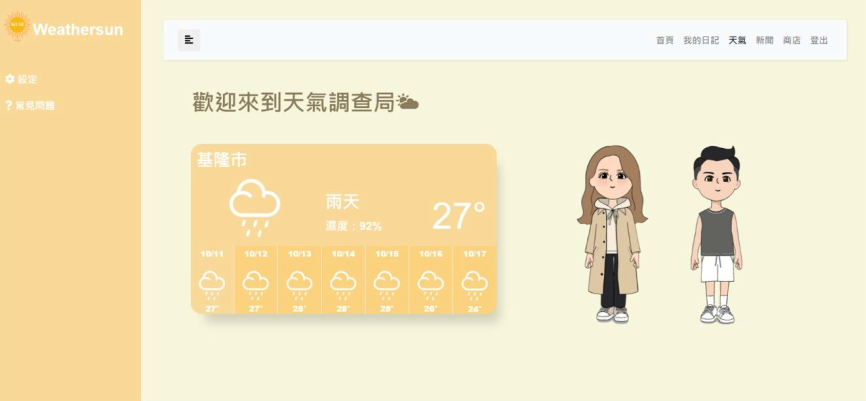 Weathersun
設定
常見問題
首頁 我的日記 天氣 新聞 商店 登出
歡迎來到天氣調查局
基隆市
雨天
濕度：92%
27°
10/11 10/12 10/13 10/14 10/15 10/16 10/17
27° 27° 28° 28° 28° 26° 24°